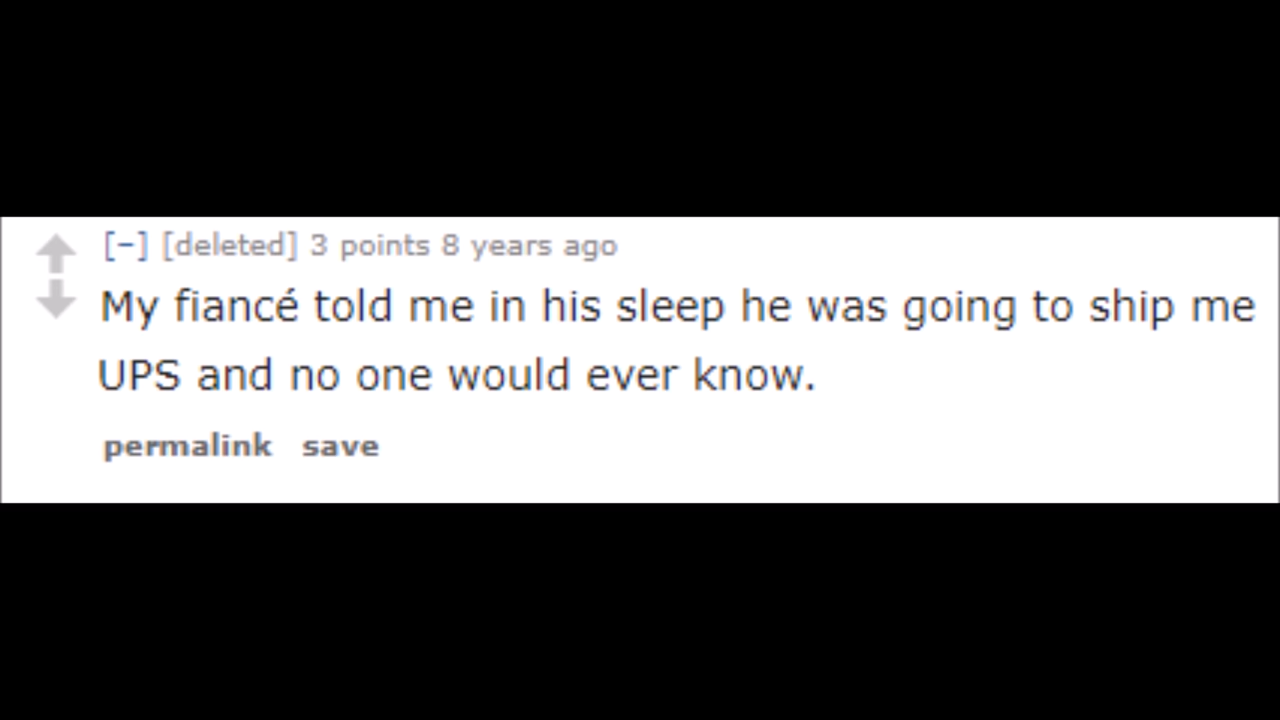 [–] [deleted] 3 points 8 years ago
My fiancé told me in his sleep he was going to ship me
UPS and no one would ever know.
permalink save